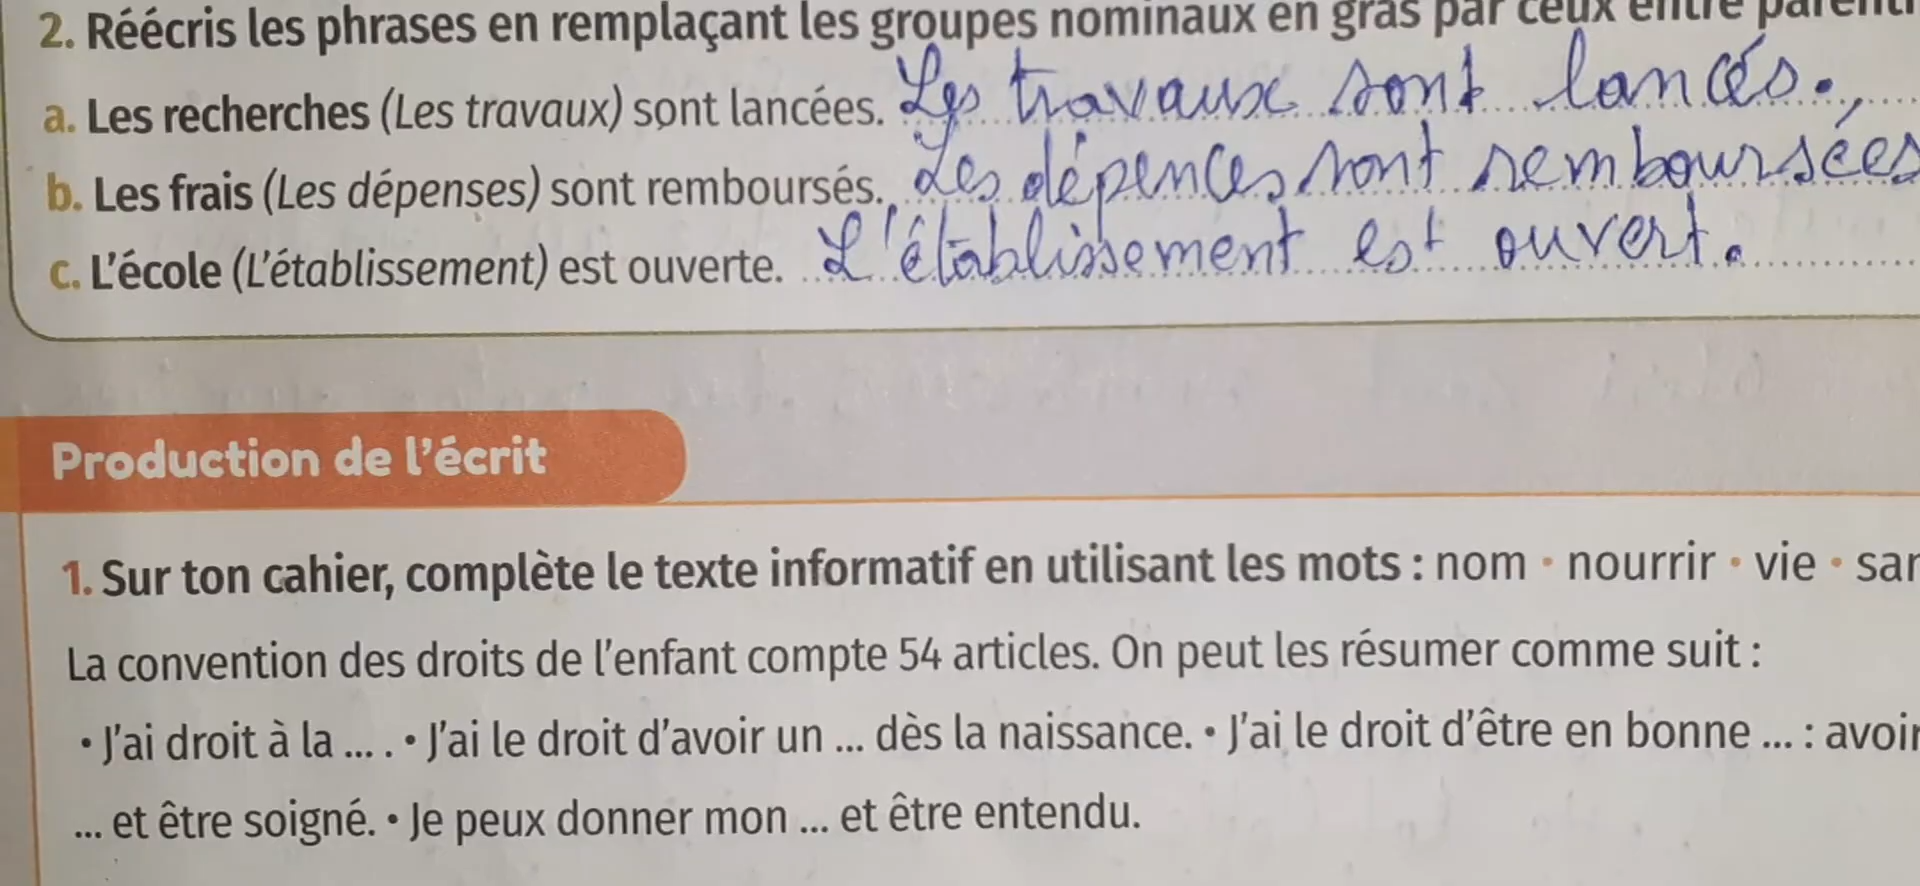 2. Réécris les phrases en remplaçant les groupes nominaux en gras par ceux entre parenth
a. Les recherches (Les travaux) sont lancées. Les travaux sont lancés.
b. Les frais (Les dépenses) sont remboursés. Les dépences sont remboursées
c. L'école (L'établissement) est ouverte. L'établissement est ouvert.
Production de l'écrit
1. Sur ton cahier, complète le texte informatif en utilisant les mots : nom • nourrir • vie • san
La convention des droits de l'enfant compte 54 articles. On peut les résumer comme suit :
• J'ai droit à la ... . • J'ai le droit d'avoir un ... dès la naissance. • J'ai le droit d'être en bonne ... : avoir
... et être soigné. • Je peux donner mon ... et être entendu.